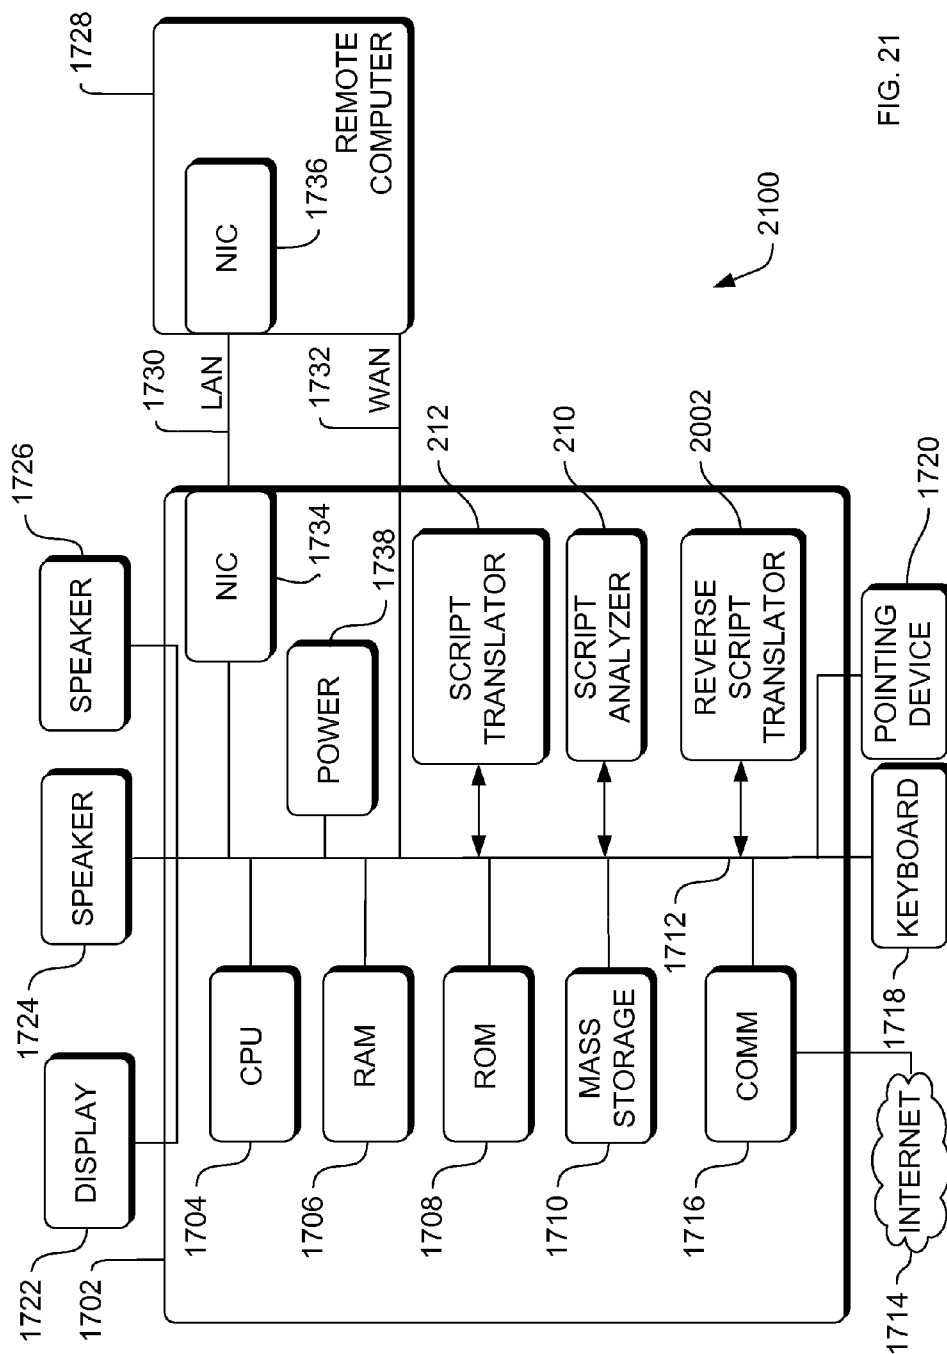 1722
DISPLAY
1702
1724
SPEAKER
1726
SPEAKER
1728
REMOTE
COMPUTER
NIC
1736
1730
LAN
1732
WAN
NIC
1734
POWER
1738
1704
CPU
1706
RAM
1708
ROM
1710
MASS
STORAGE
1716
COMM
1712
SCRIPT
TRANSLATOR
212
SCRIPT
ANALYZER
210
REVERSE
SCRIPT
TRANSLATOR
2002
1714
INTERNET
1718
KEYBOARD
POINTING
DEVICE
1720
2100
FIG. 21